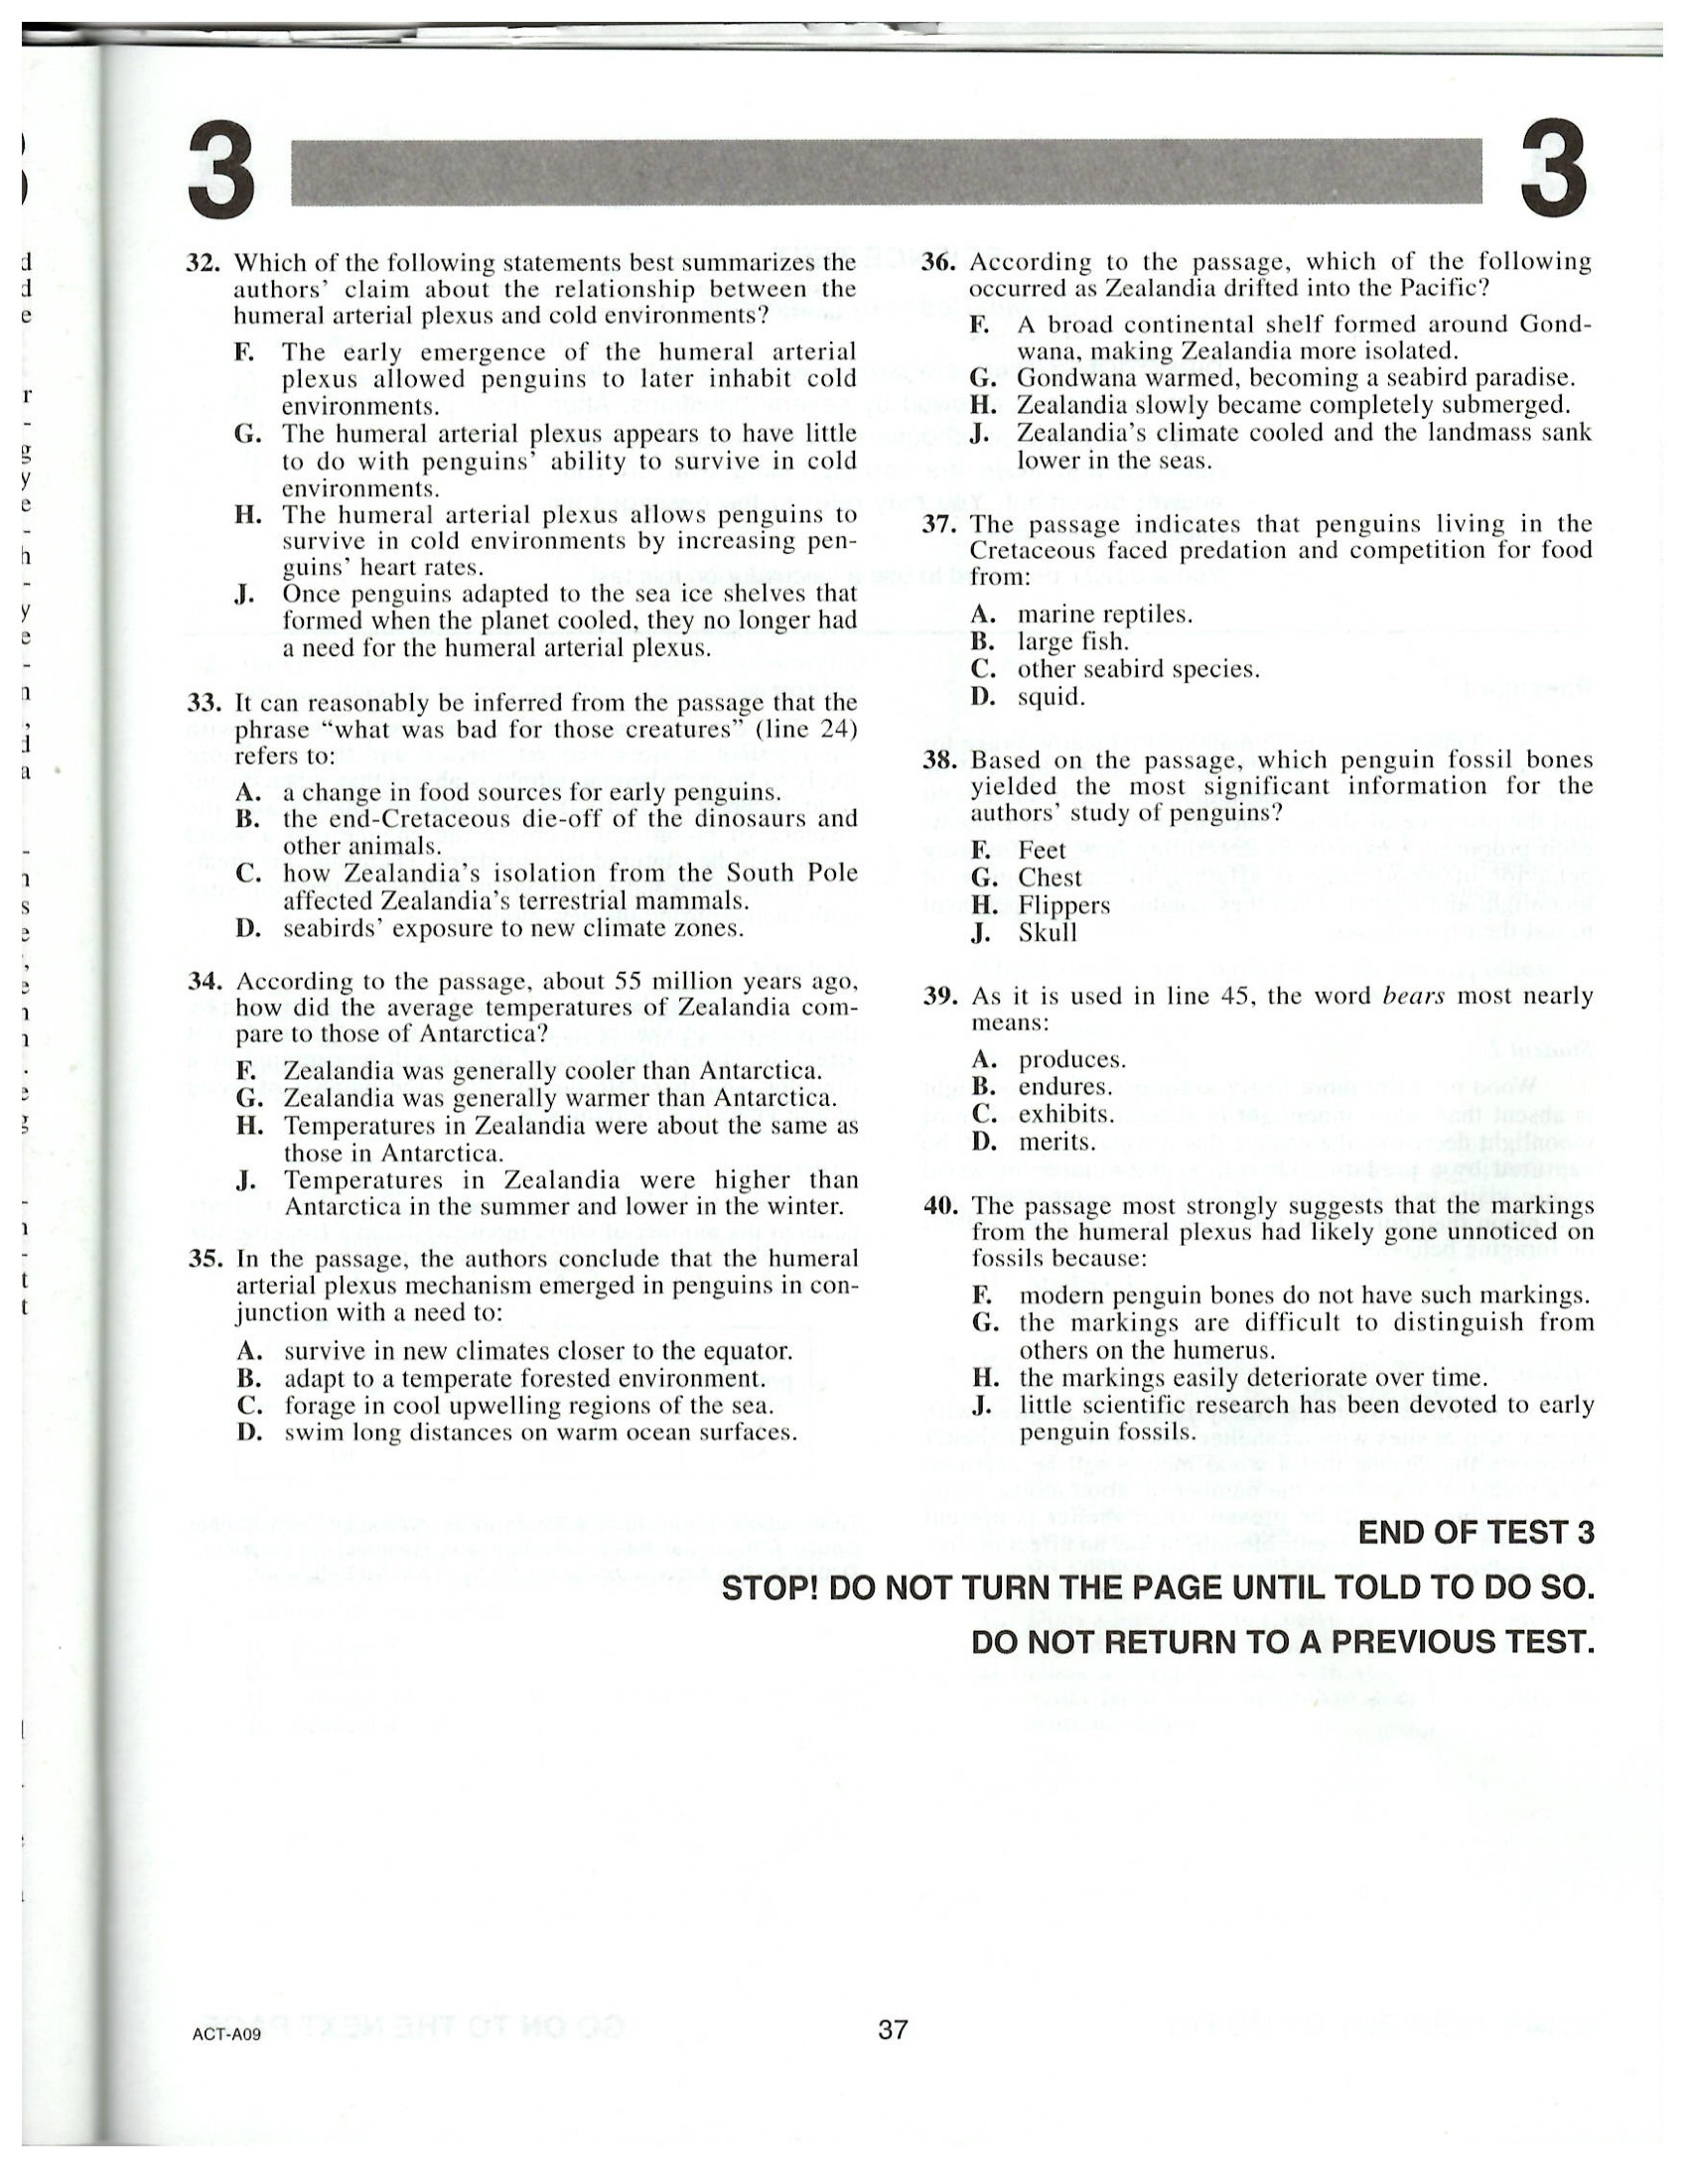 3 3
32. Which of the following statements best summarizes the
authors' claim about the relationship between the
humeral arterial plexus and cold environments?
F. The early emergence of the humeral arterial
plexus allowed penguins to later inhabit cold
environments.
G. The humeral arterial plexus appears to have little
to do with penguins' ability to survive in cold
environments.
H. The humeral arterial plexus allows penguins to
survive in cold environments by increasing pen-
guins' heart rates.
J. Once penguins adapted to the sea ice shelves that
formed when the planet cooled, they no longer had
a need for the humeral arterial plexus.
33. It can reasonably be inferred from the passage that the
phrase "what was bad for those creatures" (line 24)
refers to:
A. a change in food sources for early penguins.
B. the end-Cretaceous die-off of the dinosaurs and
other animals.
C. how Zealandia's isolation from the South Pole
affected Zealandia's terrestrial mammals.
D. seabirds' exposure to new climate zones.
34. According to the passage, about 55 million years ago,
how did the average temperatures of Zealandia com-
pare to those of Antarctica?
F. Zealandia was generally cooler than Antarctica.
G. Zealandia was generally warmer than Antarctica.
H. Temperatures in Zealandia were about the same as
those in Antarctica.
J. Temperatures in Zealandia were higher than
Antarctica in the summer and lower in the winter.
35. In the passage, the authors conclude that the humeral
arterial plexus mechanism emerged in penguins in con-
junction with a need to:
A. survive in new climates closer to the equator.
B. adapt to a temperate forested environment.
C. forage in cool upwelling regions of the sea.
D. swim long distances on warm ocean surfaces.
36. According to the passage, which of the following
occurred as Zealandia drifted into the Pacific?
F. A broad continental shelf formed around Gond-
wana, making Zealandia more isolated.
G. Gondwana warmed, becoming a seabird paradise.
H. Zealandia slowly became completely submerged.
J. Zealandia's climate cooled and the landmass sank
lower in the seas.
37. The passage indicates that penguins living in the
Cretaceous faced predation and competition for food
from:
A. marine reptiles.
B. large fish.
C. other seabird species.
D. squid.
38. Based on the passage, which penguin fossil bones
yielded the most significant information for the
authors' study of penguins?
F. Feet
G. Chest
H. Flippers
J. Skull
39. As it is used in line 45, the word bears most nearly
means:
A. produces.
B. endures.
C. exhibits.
D. merits.
40. The passage most strongly suggests that the markings
from the humeral plexus had likely gone unnoticed on
fossils because:
F. modern penguin bones do not have such markings.
G. the markings are difficult to distinguish from
others on the humerus.
H. the markings easily deteriorate over time.
J. little scientific research has been devoted to early
penguin fossils.
END OF TEST 3
STOP! DO NOT TURN THE PAGE UNTIL TOLD TO DO SO.
DO NOT RETURN TO A PREVIOUS TEST.
ACT-A09
37